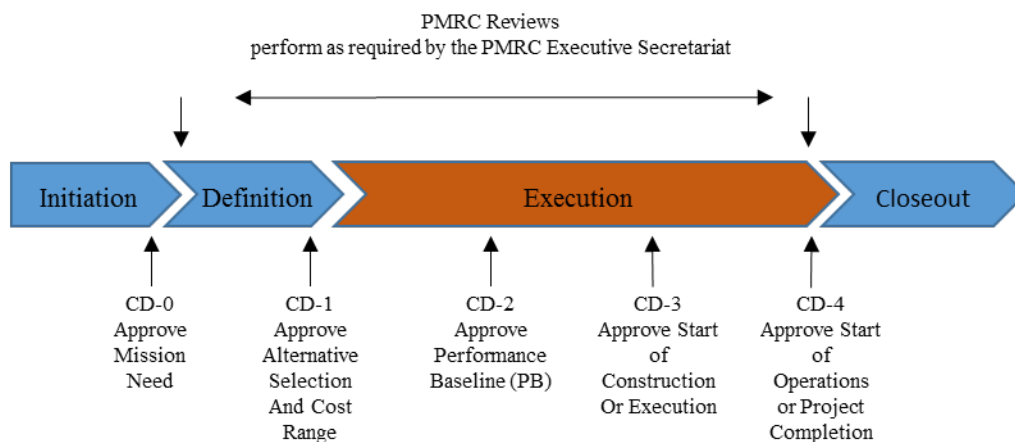 PMRC Reviews
perform as required by the PMRC Executive Secretariat
Initiation
Definition
Execution
Closeout
CD-0
Approve
Mission
Need
CD-1
Approve
Alternative
Selection
And Cost
Range
CD-2
Approve
Performance
Baseline (PB)
CD-3
Approve Start
of
Construction
Or Execution
CD-4
Approve Start
of
Operations
or Project
Completion